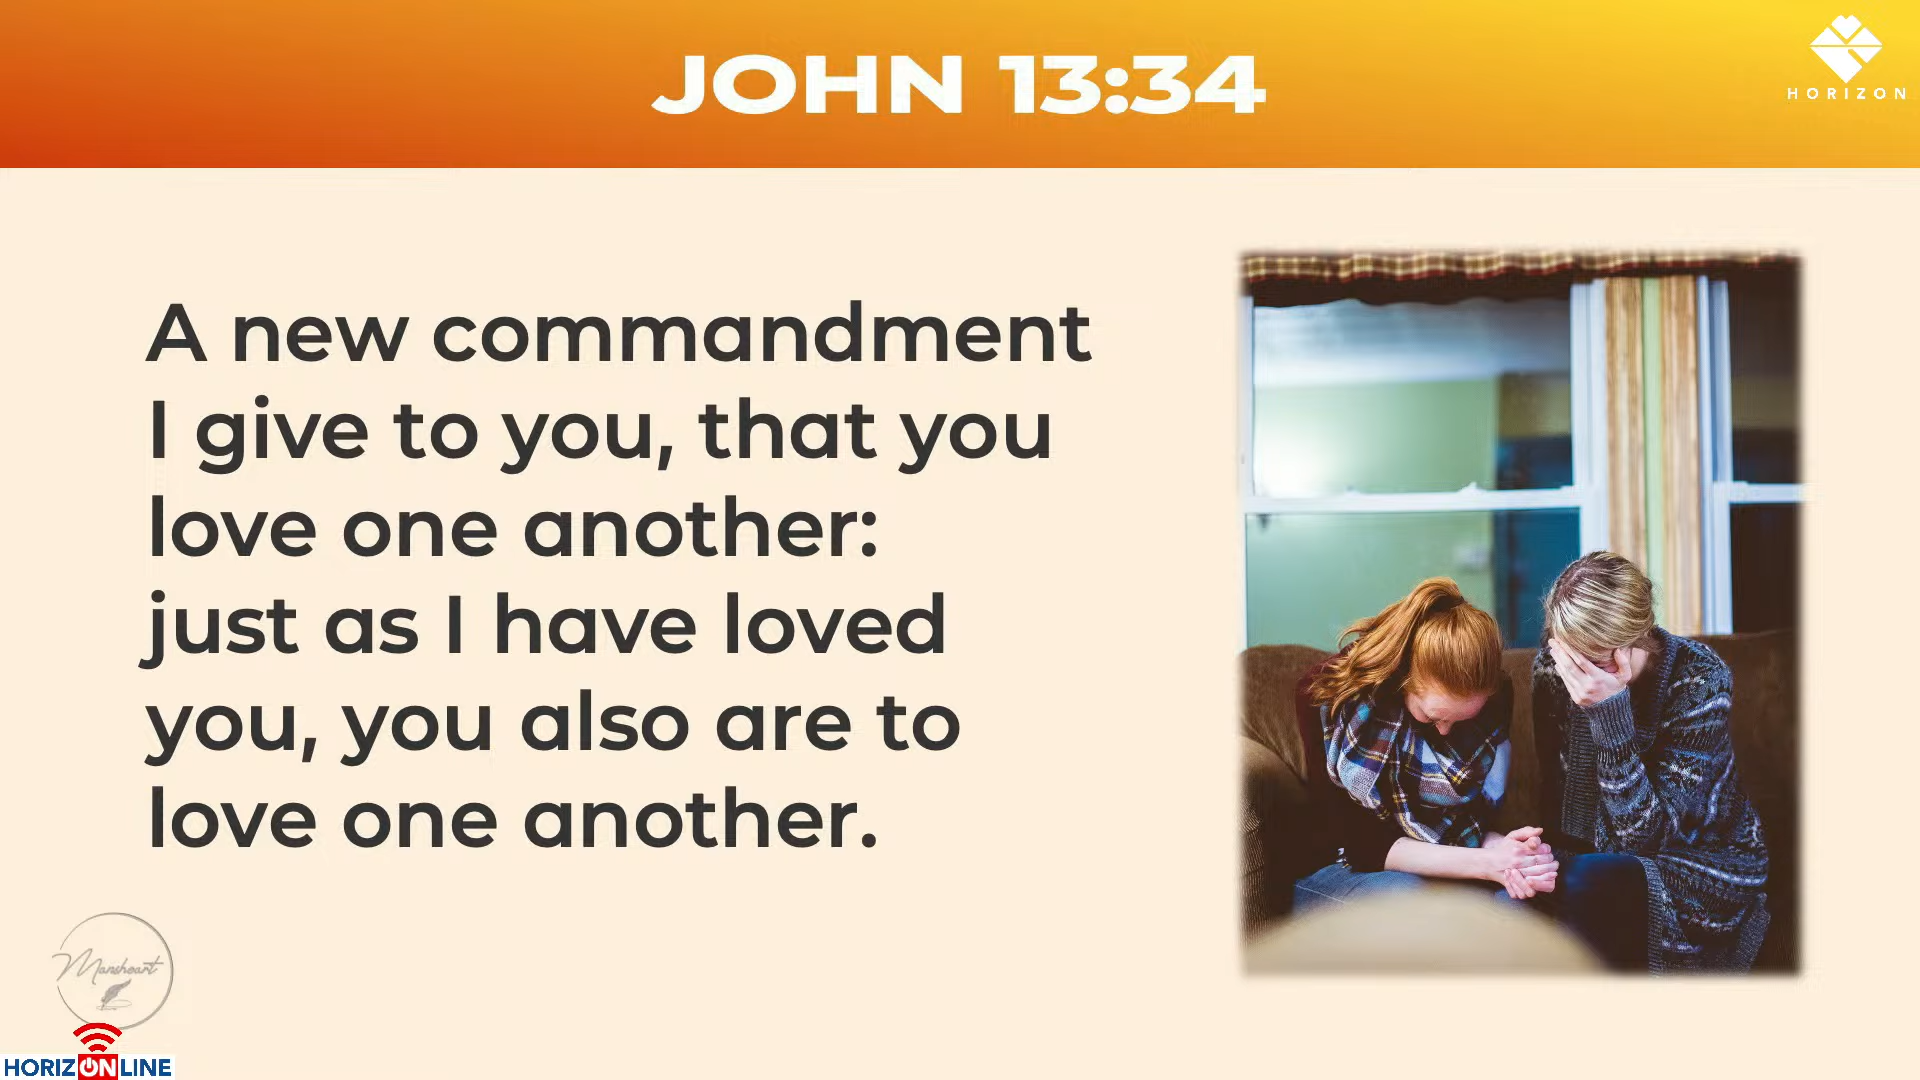 JOHN 13:34
HORIZON
A new commandment
I give to you, that you
love one another:
just as I have loved
you, you also are to
love one another.
Mansheart
HORIZONLINE